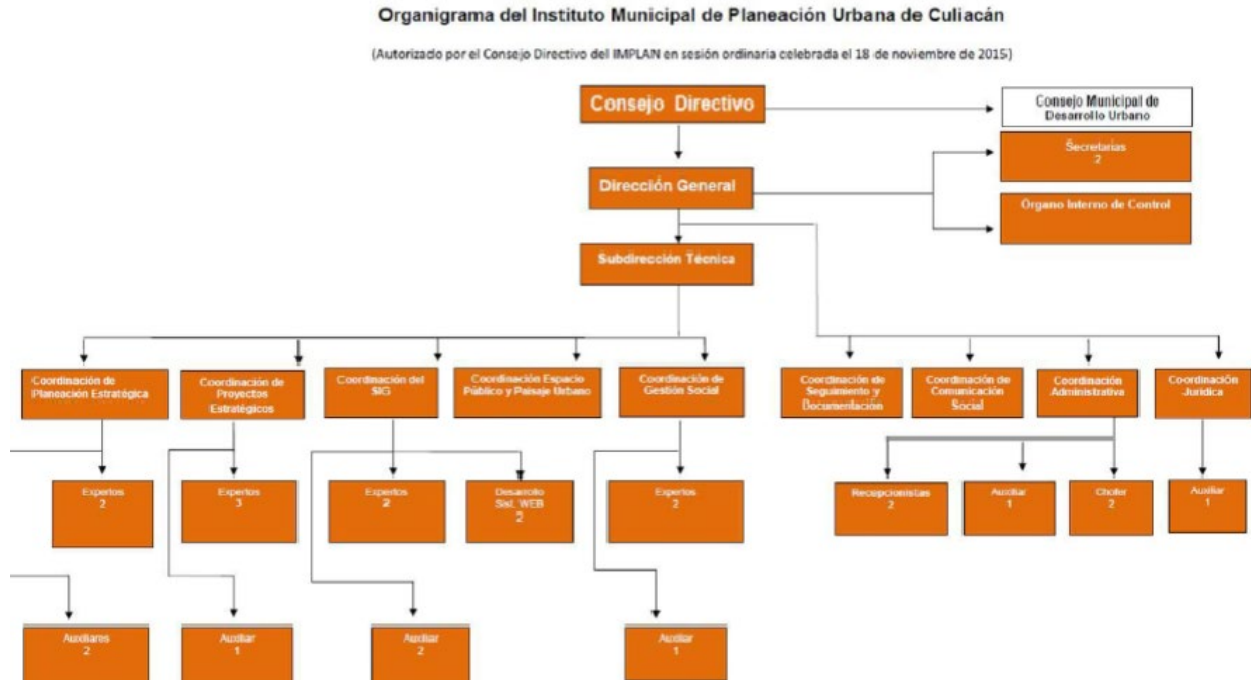 Organigrama del Instituto Municipal de Planeación Urbana de Culiacán
(Autorizado por el Consejo Directivo del IMPLAN en sesión ordinaria celebrada el 18 de noviembre de 2015)
Consejo Directivo
Consejo Municipal de
Desarrollo Urbano
Secretarias
2
Dirección General
Órgano Interno de Control
Subdirección Técnica
Coordinación de
Planeación Estratégica
Coordinación de
Proyectos
Estratégicos
Coordinación del
SIG
Coordinación Espacio
Público y Paisaje Urbano
Coordinación de
Gestión Social
Coordinación de
Seguimiento y
Documentación
Coordinación de
Comunicación
Social
Coordinación
Administrativa
Coordinación
Jurídica
Expertos
2
Expertos
3
Expertos
2
Desarrollo
Sist. WEB
2
Expertos
2
Recepcionistas
2
Auxiliar
1
Chofer
2
Auxiliar
1
Auxiliares
2
Auxiliar
1
Auxiliar
2
Auxiliar
1